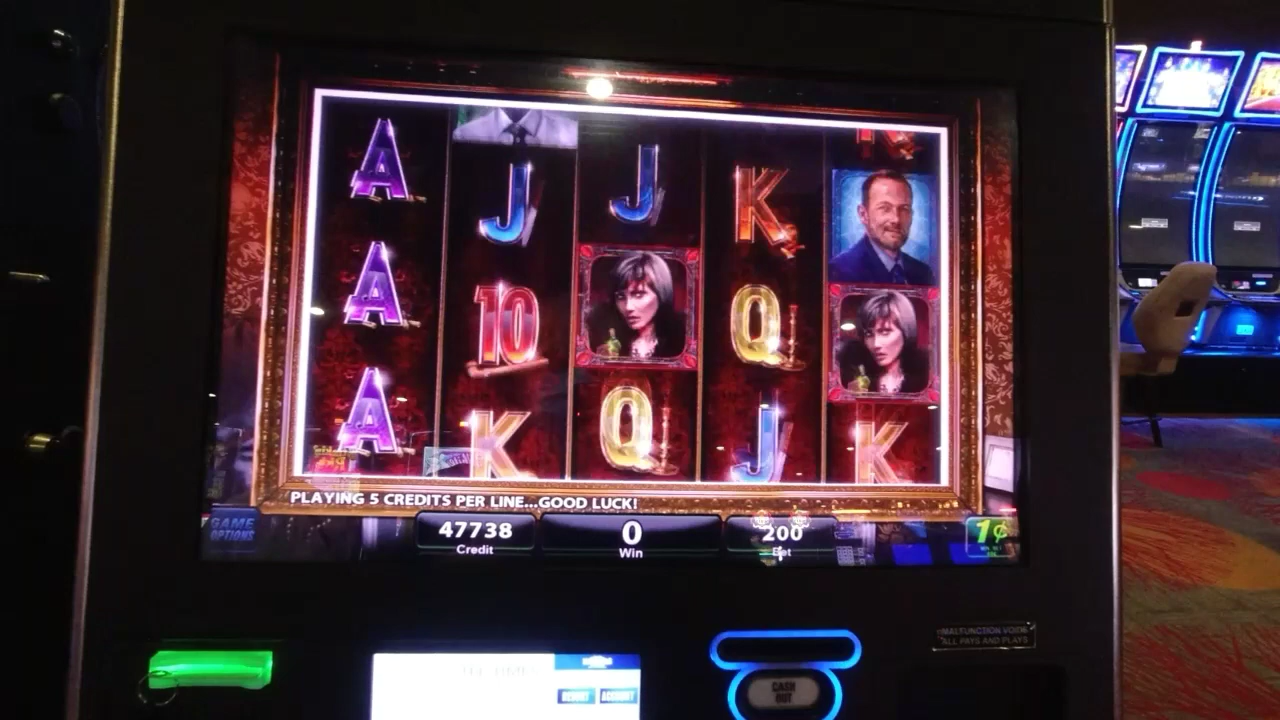 A J J K
A 10 Q
A K Q J K
PLAYING 5 CREDITS PER LINE...GOOD LUCK!
GAME OPTIONS
47738
Credit
0
Win
200
Bet
1¢
MALFUNCTION VOIDS
ALL PAYS AND PLAYS
CASH
OUT